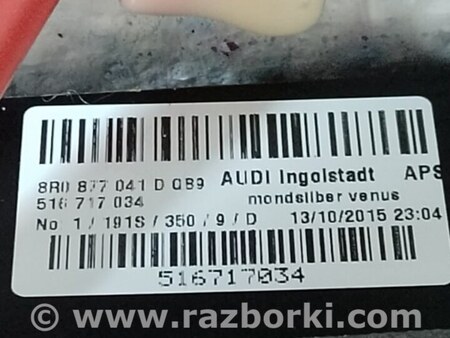 8R0 877 041 D QB9 AUDI Ingolstadt APS
516 717 034 mondsilber venus
No 1 / 191S / 350 / 9 / D 13/10/2015 23:04
516717034
© www.razborki.com